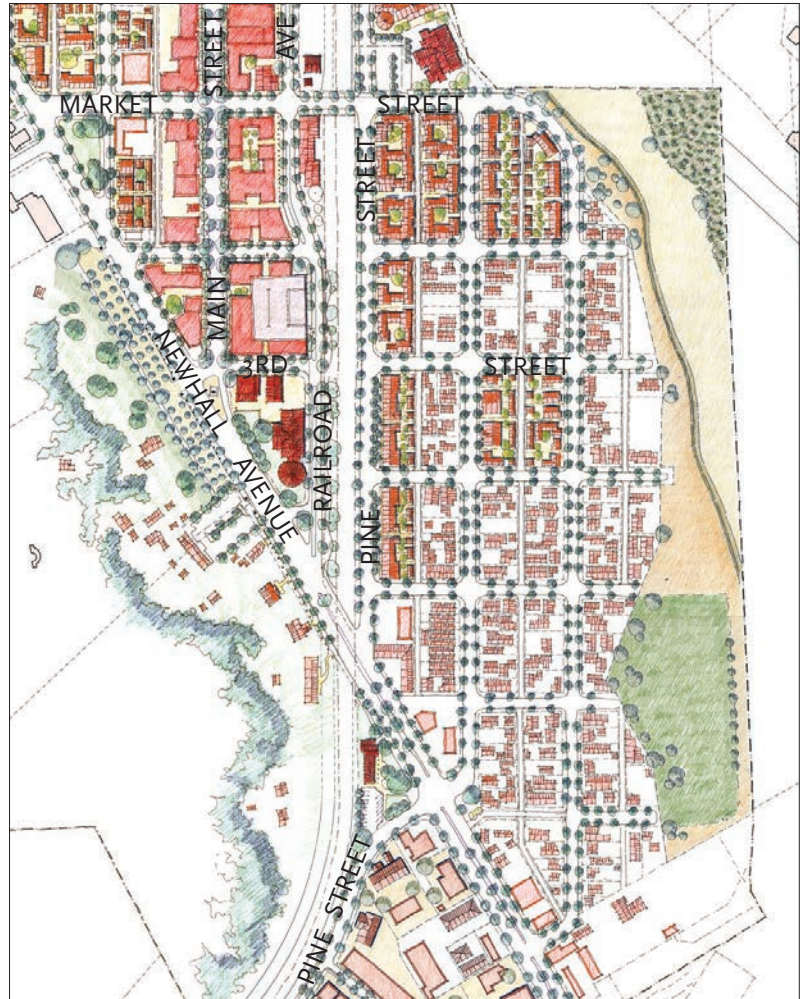 STREET
AVE
MARKET
STREET
STREET
MAIN
NEWHALL
AVENUE
3RD
STREET
RAILROAD
PINE
PINE STREET